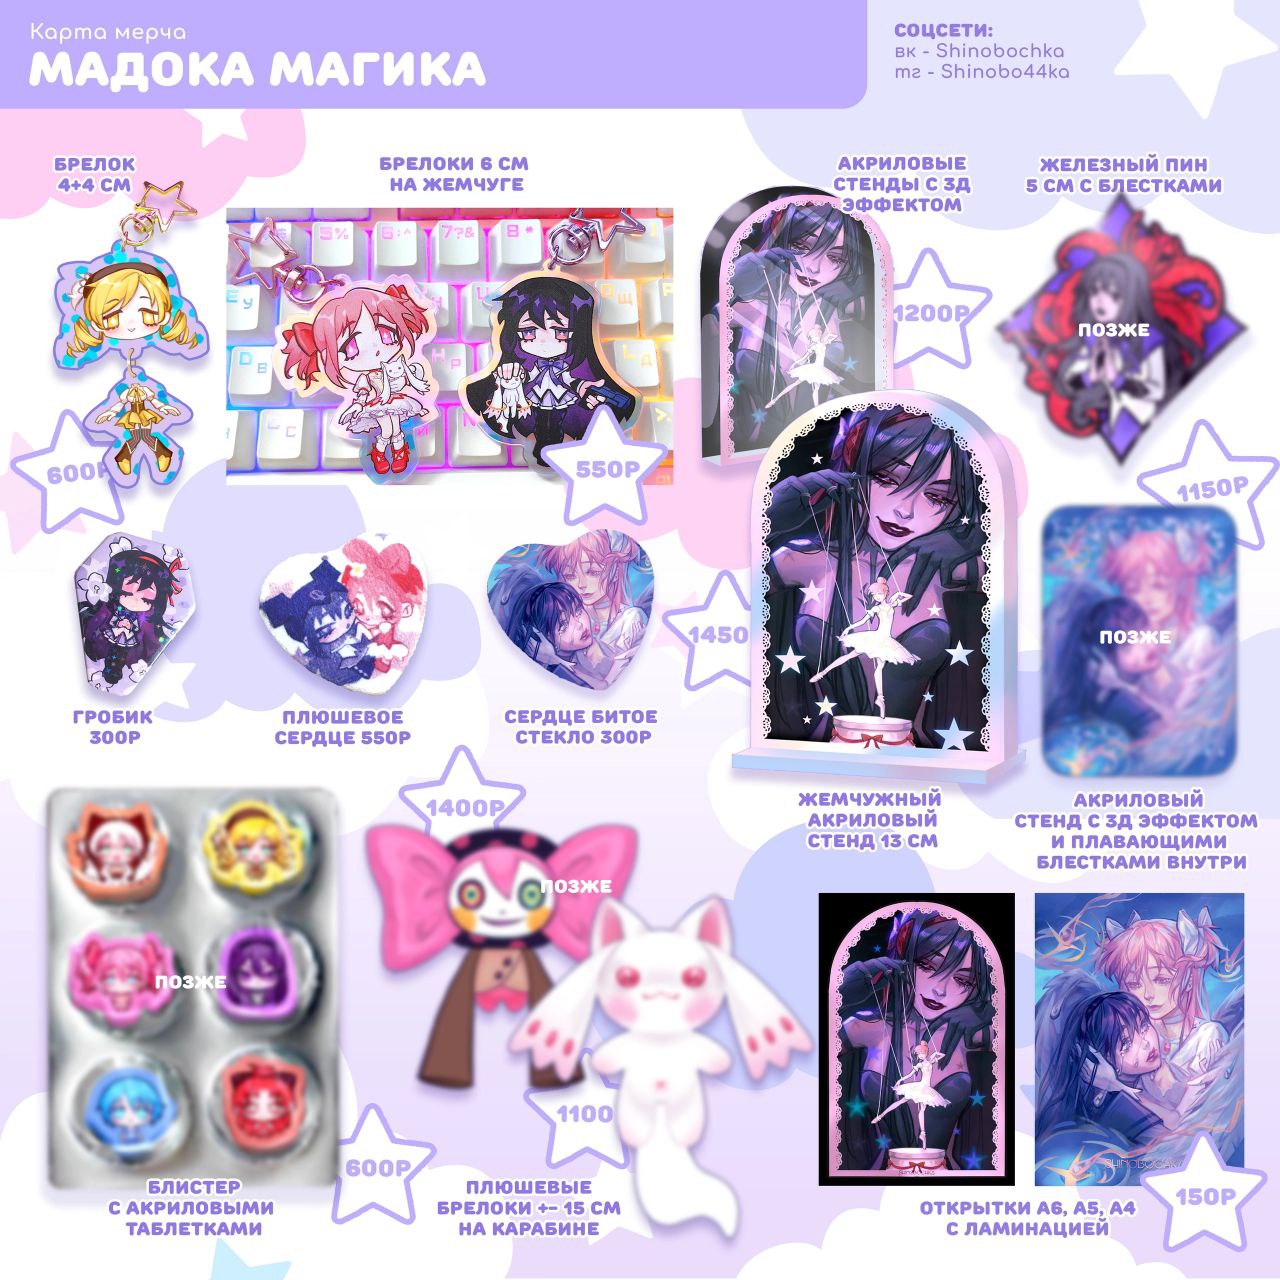 Карта мерча
МАДОКА МАГИКА
СОЦСЕТИ:
вк - Shinobochka
тг - Shinobo44ka
БРЕЛОК
4+4 СМ
600Р
БРЕЛОКИ 6 СМ
НА ЖЕМЧУГЕ
550Р
АКРИЛОВЫЕ
СТЕНДЫ С 3Д
ЭФФЕКТОМ
1200Р
ЖЕЛЕЗНЫЙ ПИН
5 СМ С БЛЕСТКАМИ
ПОЗЖЕ
1150Р
ГРОБИК
300Р
ПЛЮШЕВОЕ
СЕРДЦЕ 550Р
СЕРДЦЕ БИТОЕ
СТЕКЛО 300Р
1450
ЖЕМЧУЖНЫЙ
АКРИЛОВЫЙ
СТЕНД 13 СМ
ПОЗЖЕ
АКРИЛОВЫЙ
СТЕНД С 3Д ЭФФЕКТОМ
И ПЛАВАЮЩИМИ
БЛЕСТКАМИ ВНУТРИ
ПОЗЖЕ
600Р
БЛИСТЕР
С АКРИЛОВЫМИ
ТАБЛЕТКАМИ
1400Р
ПОЗЖЕ
1100
ПЛЮШЕВЫЕ
БРЕЛОКИ +- 15 СМ
НА КАРАБИНЕ
SHINOBOCHKA
150Р
ОТКРЫТКИ А6, А5, А4
С ЛАМИНАЦИЕЙ